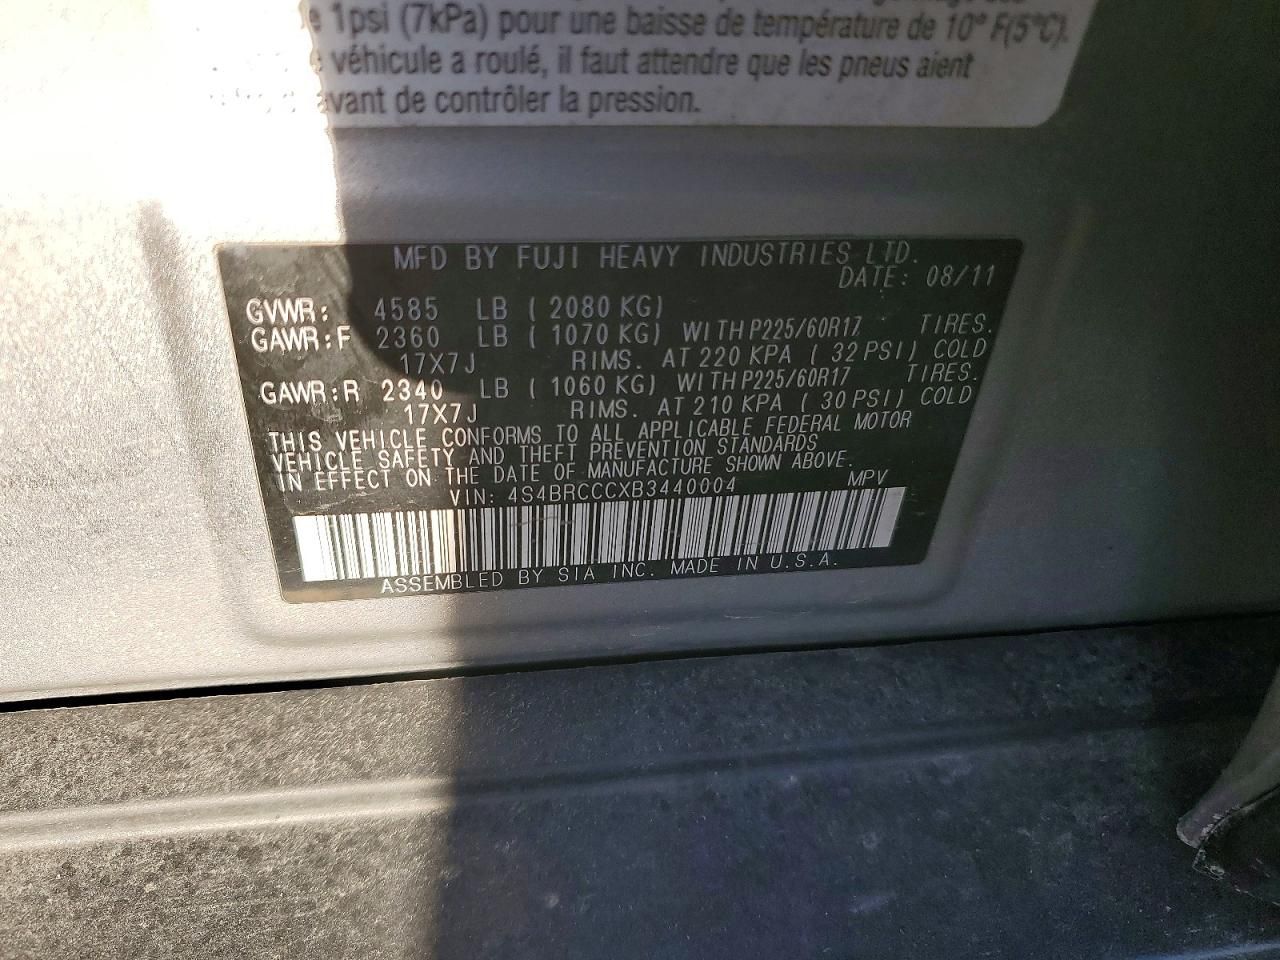 1psi (7kPa) pour une baisse de température de 10° F(5°C).
véhicule a roulé, il faut attendre que les pneus aient
avant de contrôler la pression.
MFD BY FUJI HEAVY INDUSTRIES LTD.
DATE: 08/11
GVWR: 4585 LB ( 2080 KG)
GAWR:F 2360 LB ( 1070 KG) WITH P225/60R17 TIRES.
17X7J RIMS. AT 220 KPA ( 32 PSI) COLD
GAWR:R 2340 LB ( 1060 KG) WITH P225/60R17 TIRES.
17X7J RIMS. AT 210 KPA ( 30 PSI) COLD
THIS VEHICLE CONFORMS TO ALL APPLICABLE FEDERAL MOTOR
VEHICLE SAFETY AND THEFT PREVENTION STANDARDS
IN EFFECT ON THE DATE OF MANUFACTURE SHOWN ABOVE.
VIN: 4S4BRCCCXB3440004 MPV
ASSEMBLED BY SIA INC. MADE IN U.S.A.